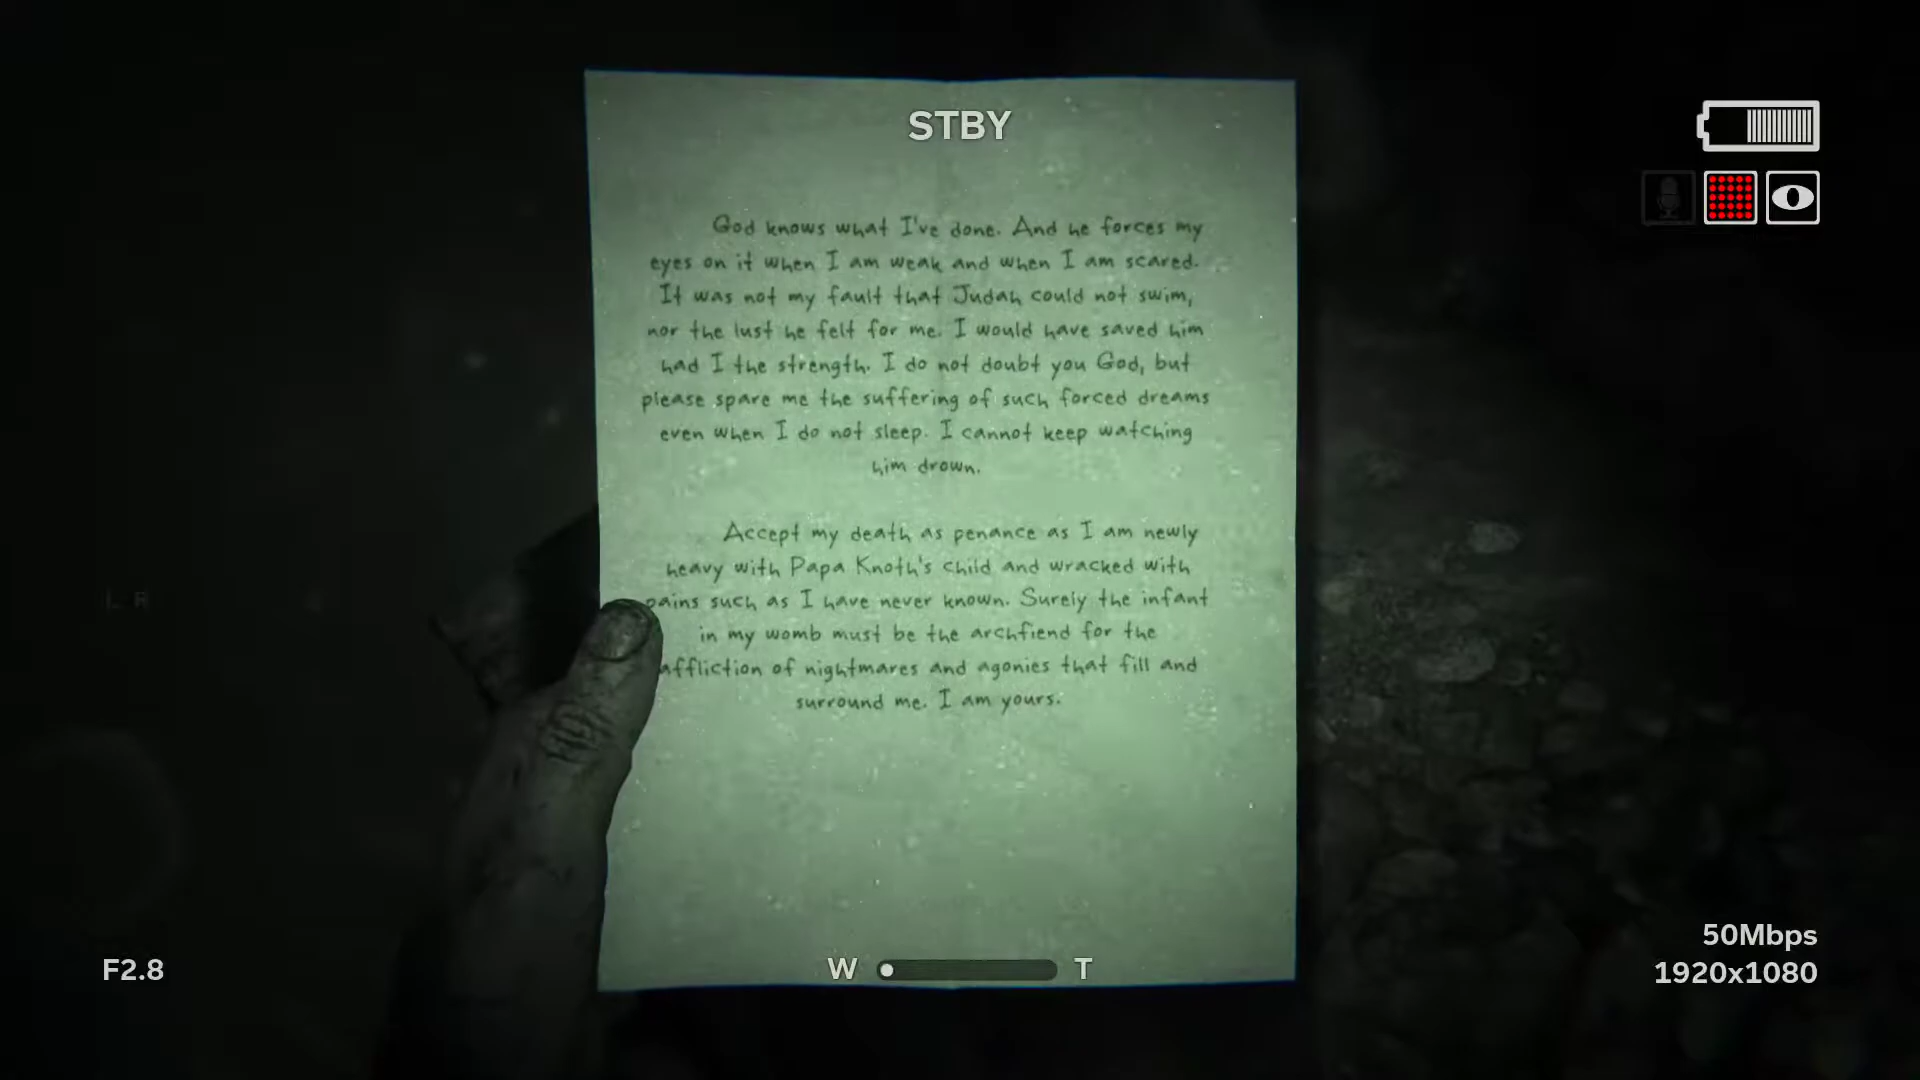 STBY
God knows what I've done. And he forces my
eyes on it when I am weak and when I am scared.
It was not my fault that Judah could not swim,
nor the lust he felt for me. I would have saved him
had I the strength. I do not doubt you God, but
please spare me the suffering of such forced dreams
even when I do not sleep. I cannot keep watching
him drown.
Accept my death as penance as I am newly
heavy with Papa Knoth's child and wracked with
pains such as I have never known. Surely the infant
in my womb must be the archfiend for the
affliction of nightmares and agonies that fill and
surround me. I am yours.
L R
F2.8
W T
50Mbps
1920x1080